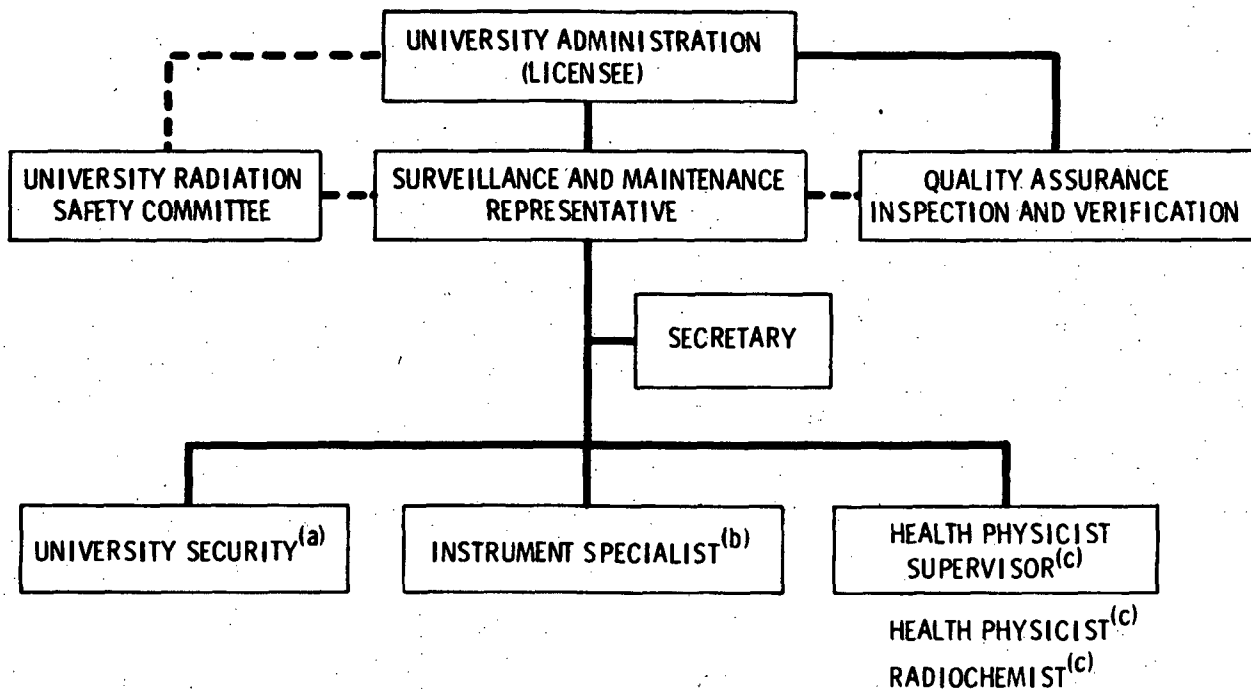 UNIVERSITY ADMINISTRATION
(LICENSEE)
UNIVERSITY RADIATION
SAFETY COMMITTEE
SURVEILLANCE AND MAINTENANCE
REPRESENTATIVE
QUALITY ASSURANCE
INSPECTION AND VERIFICATION
SECRETARY
UNIVERSITY SECURITY(a)
INSTRUMENT SPECIALIST(b)
HEALTH PHYSICIST
SUPERVISOR(c)
HEALTH PHYSICIST(c)
RADIOCHEMIST(c)